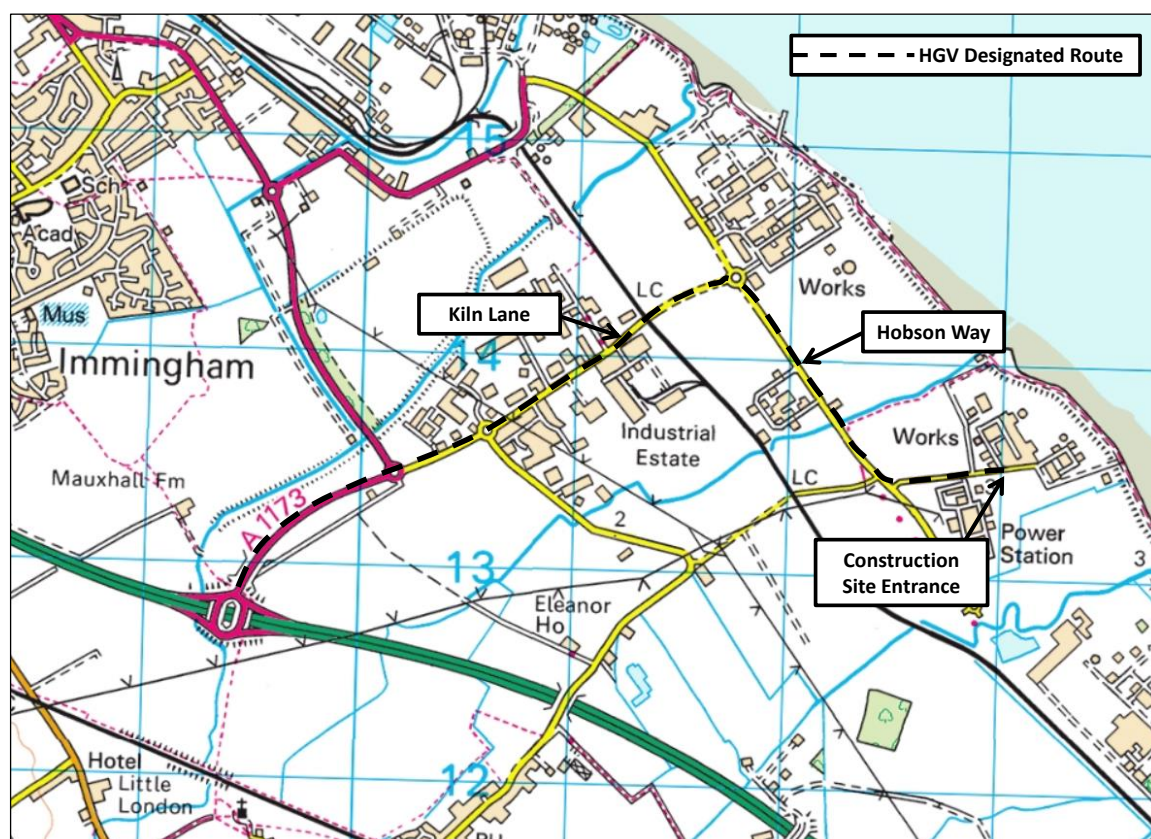 HGV Designated Route
15
Sch
Acad
Works
LC
Kiln Lane
Mus
Hobson Way
14
Immingham
Industrial
Estate
Works
Mauxhall Fm
LC
A 1173
2
Power
Station
Construction
Site Entrance
13
3
Eleanor
Ho
Hotel
Little
London
12
PH